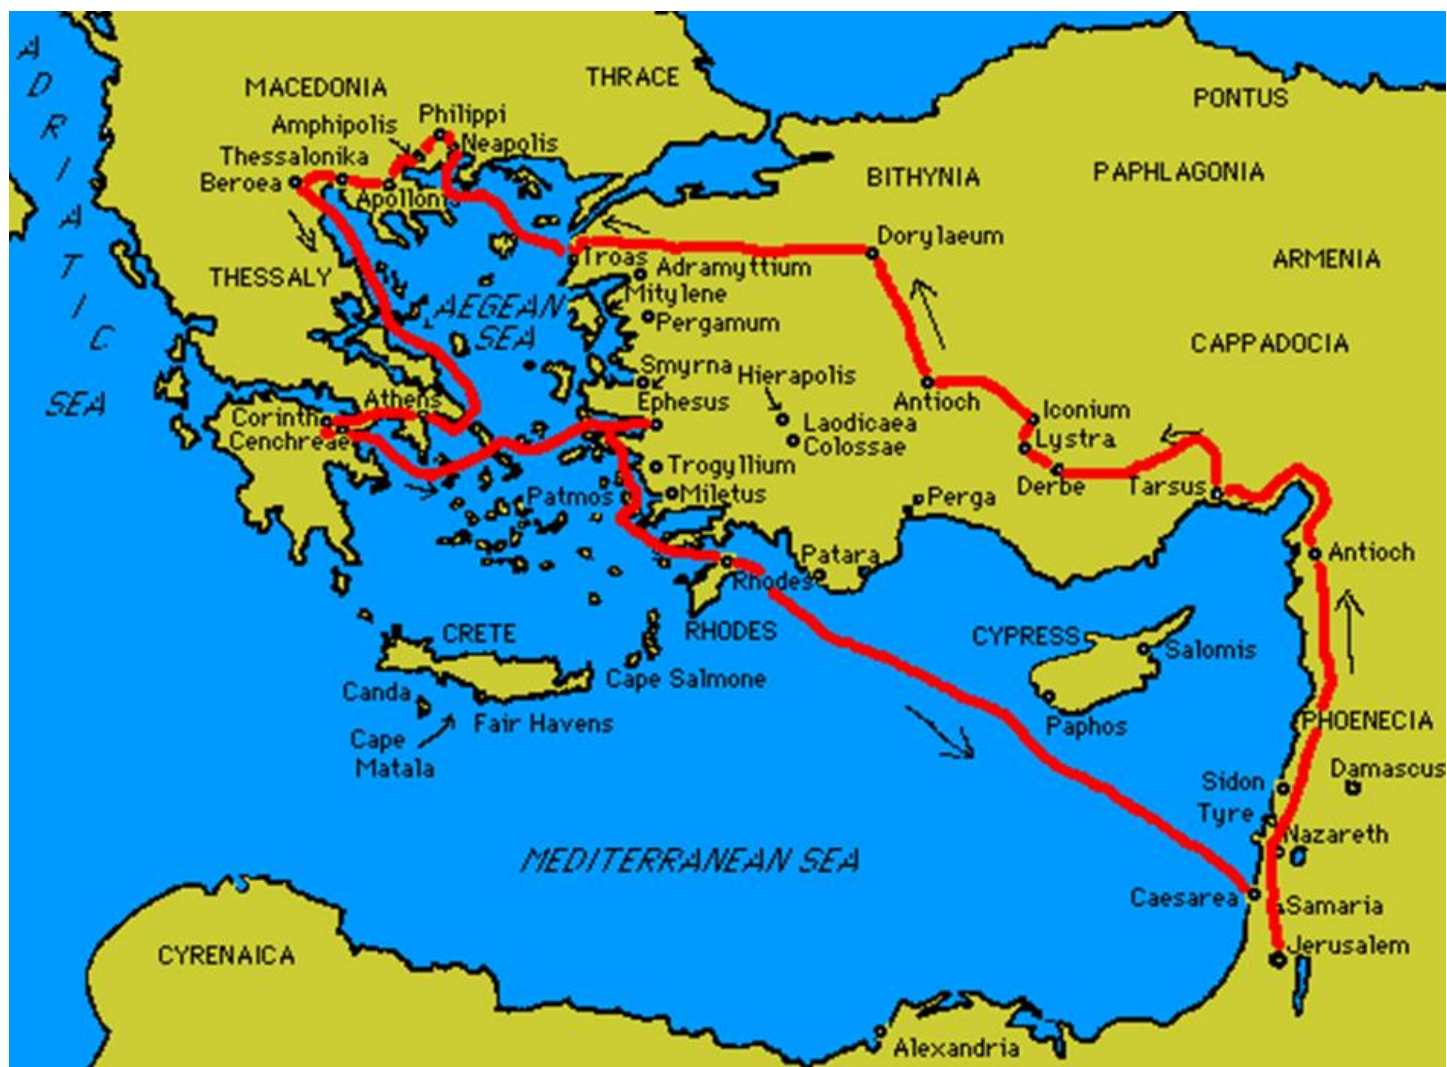 ADRIATIC
SEA
MACEDONIA
THRACE
PONTUS
Philippi
Amphipolis
Neapolis
Thessalonika
Beroea
Apollonia
BITHYNIA
PAPHLAGONIA
Dorylaeum
Troas
Adramyttium
ARMENIA
THESSALY
Mitylene
AEGEAN
SEA
Pergamum
CAPPADOCIA
Smyrna
Hierapolis
Ephesus
Antioch
Athens
Corinth
Cenchreae
Iconium
Laodicaea
Lystra
Colossae
Trogyllium
Derbe
Tarsus
Patmos
Miletus
Perga
Patara
Antioch
Rhodes
CRETE
RHODES
CYPRESS
Salomis
Cape Salmone
Canda
Fair Havens
Paphos
PHOENECIA
Cape
Matala
Sidon
Damascus
Tyre
Nazareth
MEDITERRANEAN SEA
Caesarea
Samaria
CYRENAICA
Jerusalem
Alexandria